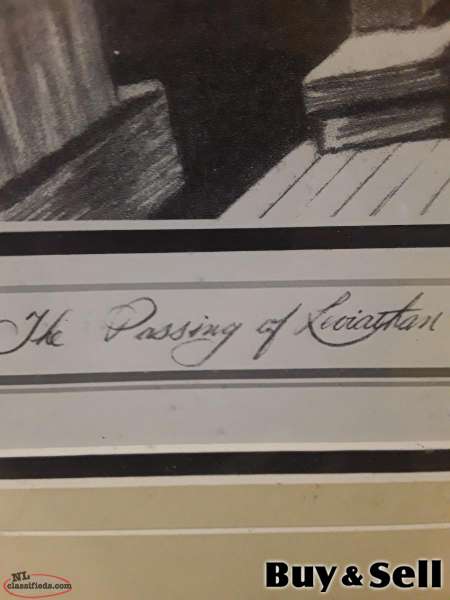 The Passing of Leviathan
NL
classifieds.com
Buy & Sell